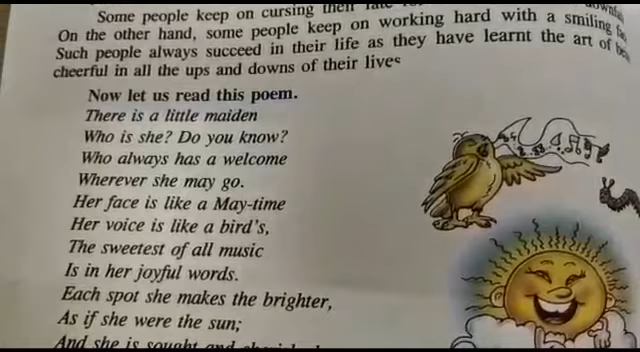 Some people keep on cursing their fate
On the other hand, some people keep on working hard with a smiling
Such people always succeed in their life as they have learnt the art of
cheerful in all the ups and downs of their lives
Now let us read this poem.
There is a little maiden
Who is she? Do you know?
Who always has a welcome
Wherever she may go.
Her face is like a May-time
Her voice is like a bird's,
The sweetest of all music
Is in her joyful words.
Each spot she makes the brighter,
As if she were the sun;
And she is sought and